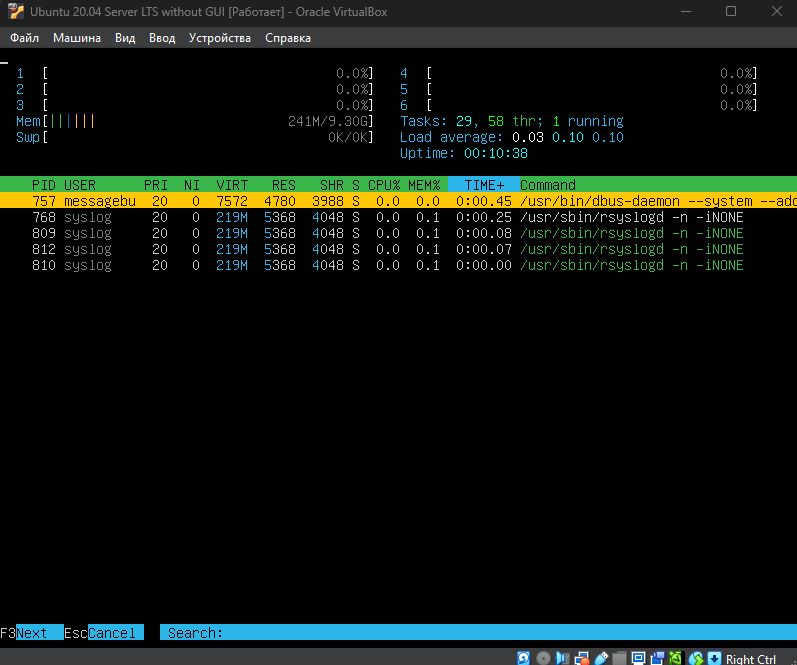 Ubuntu 20.04 Server LTS without GUI [Работает] - Oracle VirtualBox
Файл Машина Вид Ввод Устройства Справка
1 [ 0.0%] 4 [ 0.0%]
2 [ 0.0%] 5 [ 0.0%]
3 [ 0.0%] 6 [ 0.0%]
Mem[|||||| 241M/9.30G] Tasks: 29, 58 thr; 1 running
Swp[ 0K/0K] Load average: 0.03 0.10 0.10
Uptime: 00:10:38
PID USER PRI NI VIRT RES SHR S CPU% MEM% TIME+ Command
757 messagebu 20 0 7572 4780 3988 S 0.0 0.0 0:00.45 /usr/bin/dbus-daemon --system --add
768 syslog 20 0 219M 5368 4048 S 0.0 0.1 0:00.25 /usr/sbin/rsyslogd -n -iNONE
809 syslog 20 0 219M 5368 4048 S 0.0 0.1 0:00.08 /usr/sbin/rsyslogd -n -iNONE
812 syslog 20 0 219M 5368 4048 S 0.0 0.1 0:00.07 /usr/sbin/rsyslogd -n -iNONE
810 syslog 20 0 219M 5368 4048 S 0.0 0.1 0:00.00 /usr/sbin/rsyslogd -n -iNONE
F3Next EscCancel Search:
Right Ctrl